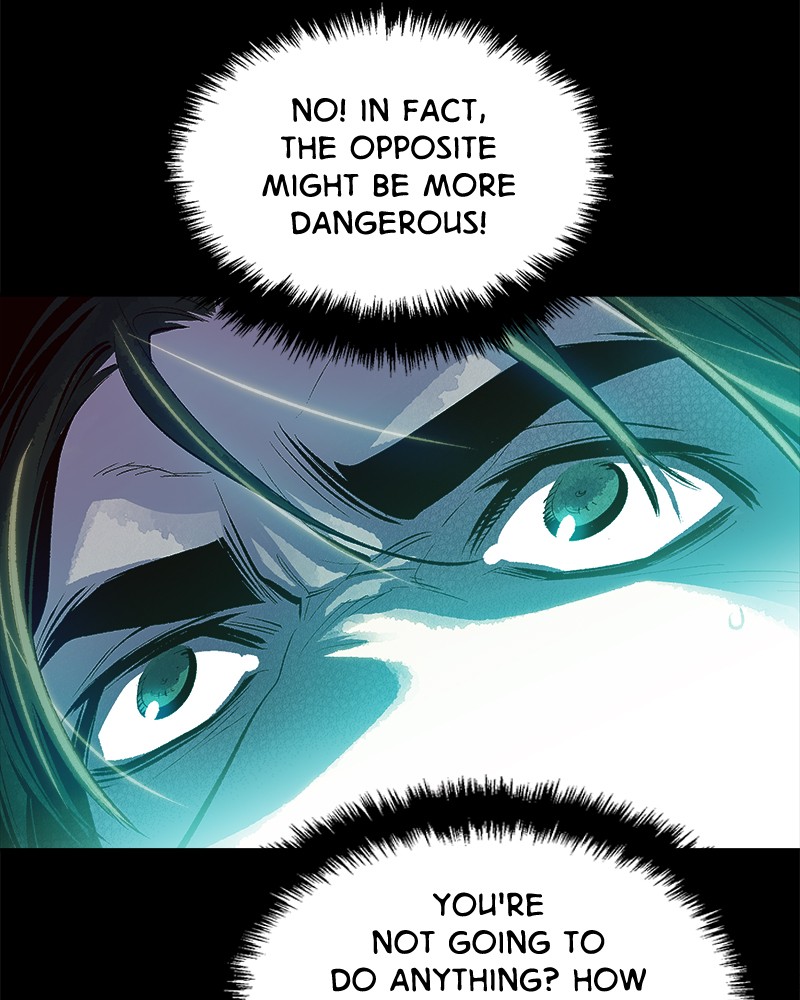 NO! IN FACT,
THE OPPOSITE
MIGHT BE MORE
DANGEROUS!
YOU'RE
NOT GOING TO
DO ANYTHING? HOW